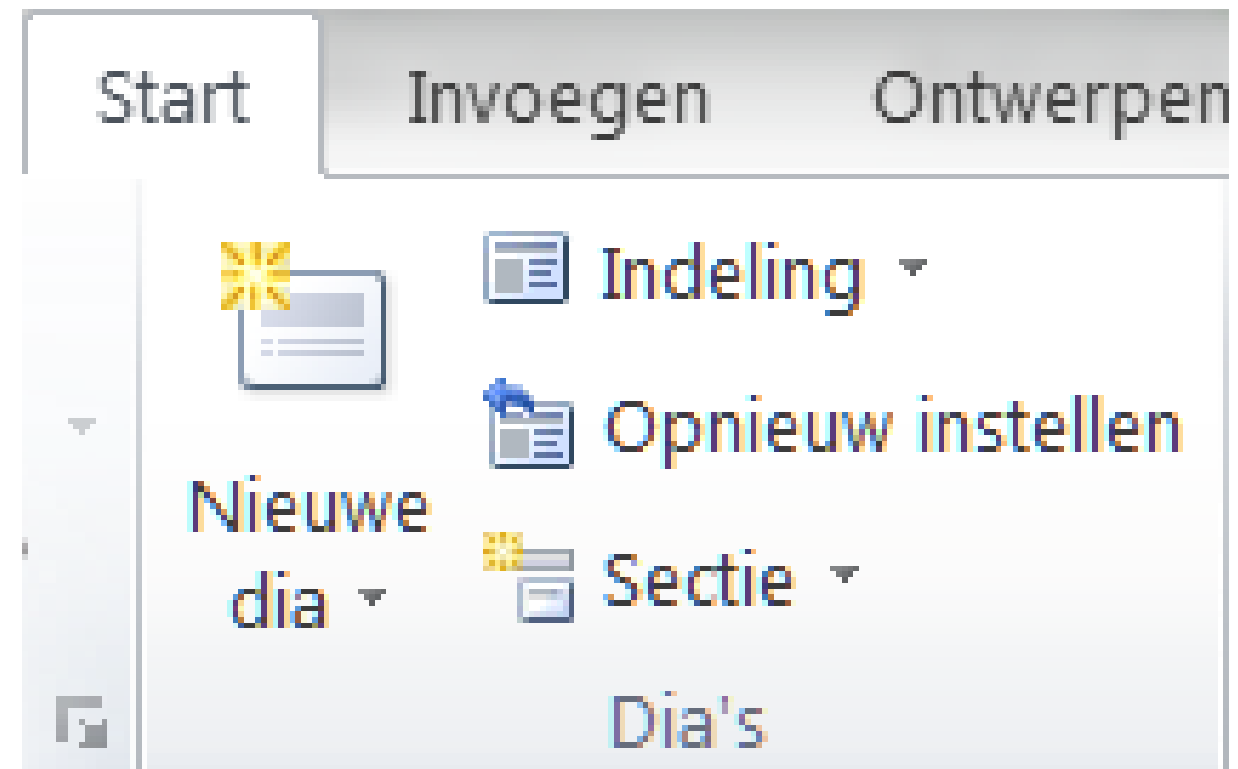 Start Invoegen Ontwerpen
Indeling
Opnieuw instellen
Nieuwe
dia
Sectie
Dia's